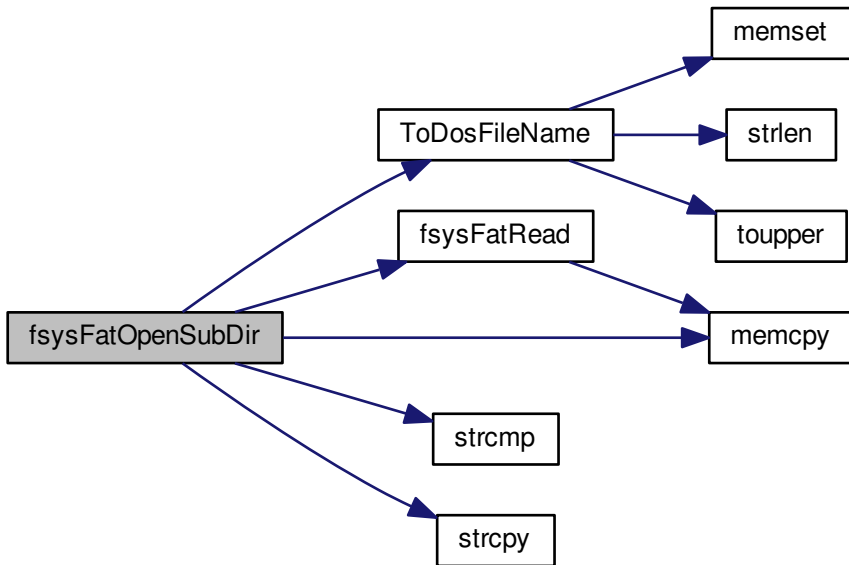 memset
ToDosFileName
strlen
fsysFatRead
toupper
fsysFatOpenSubDir
memcpy
strcmp
strcpy